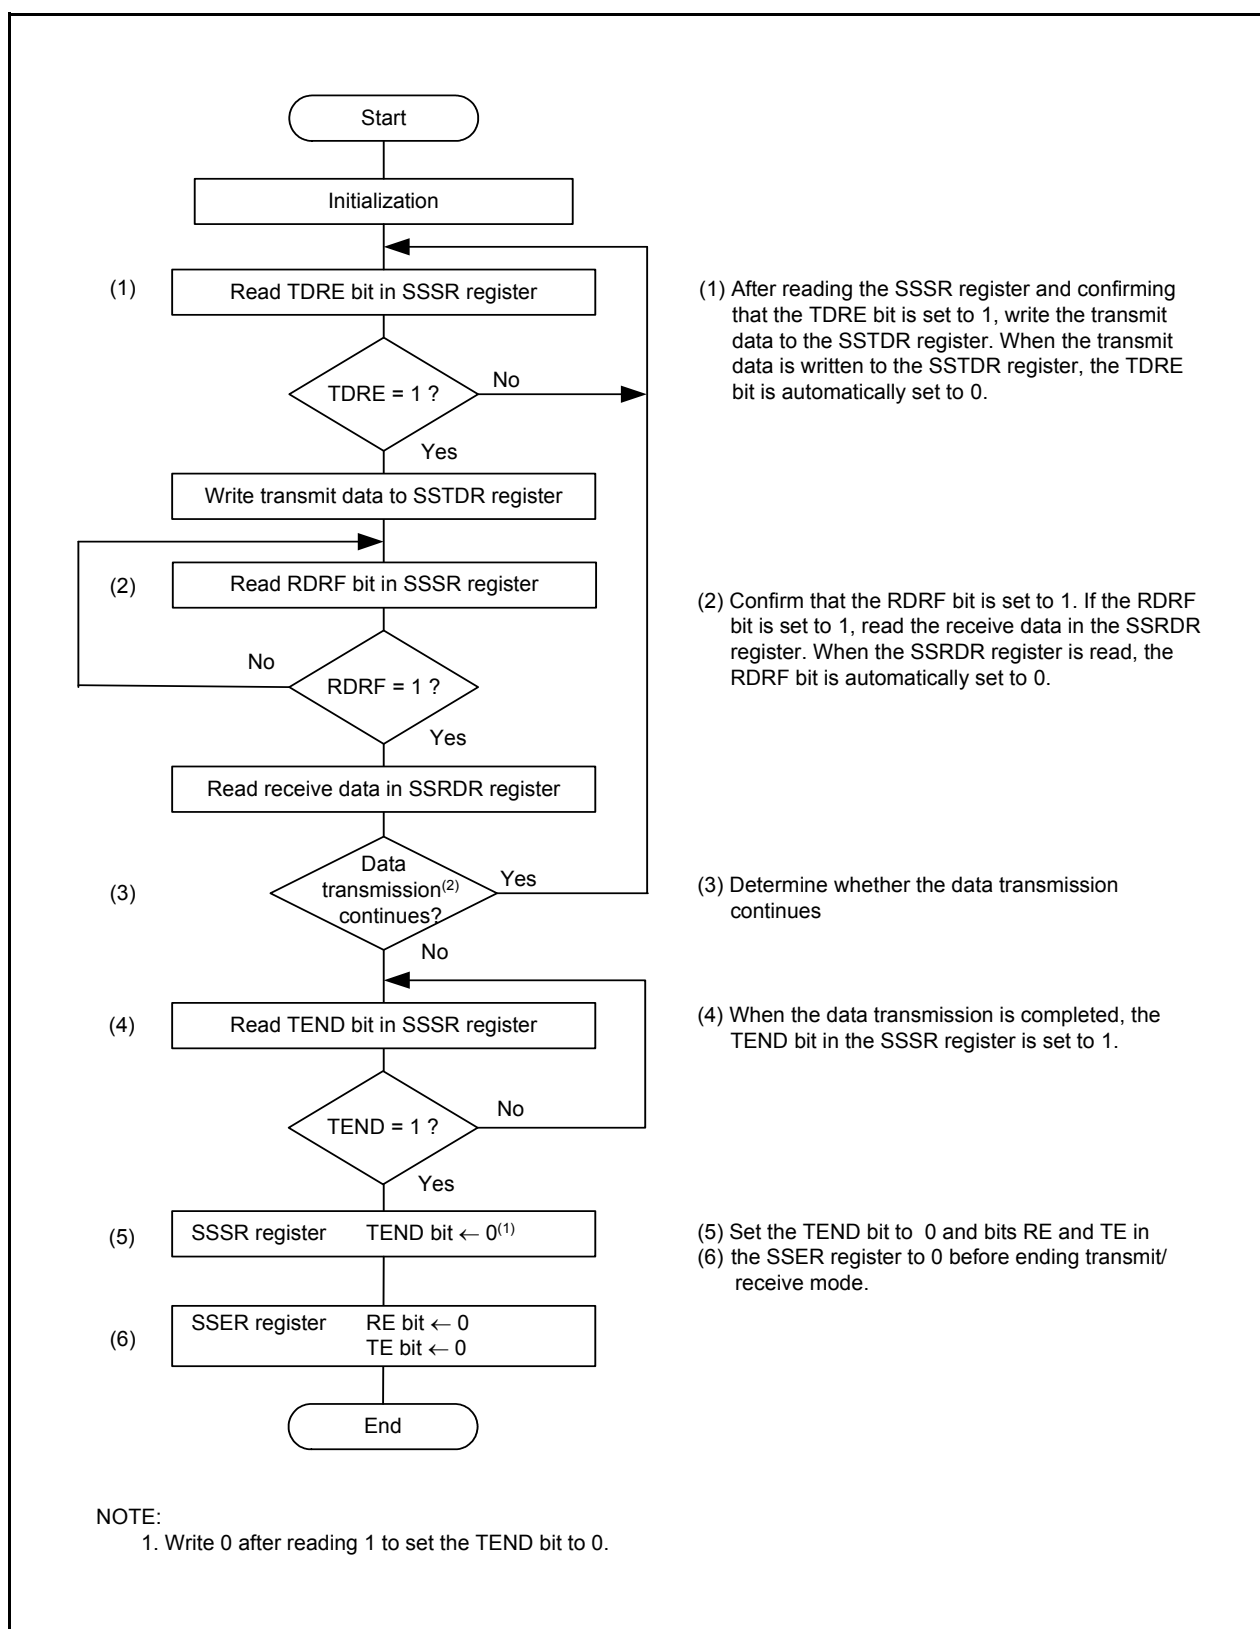 Start
Initialization
(1)
Read TDRE bit in SSSR register
TDRE = 1 ?
No
Yes
Write transmit data to SSTDR register
(2)
Read RDRF bit in SSSR register
No
RDRF = 1 ?
Yes
Read receive data in SSRDR register
(3)
Data
transmission(2)
continues?
Yes
No
(4)
Read TEND bit in SSSR register
TEND = 1 ?
No
Yes
(5)
SSSR register TEND bit ← 0(1)
(6)
SSER register RE bit ← 0
TE bit ← 0
End
(1) After reading the SSSR register and confirming
that the TDRE bit is set to 1, write the transmit
data to the SSTDR register. When the transmit
data is written to the SSTDR register, the TDRE
bit is automatically set to 0.
(2) Confirm that the RDRF bit is set to 1. If the RDRF
bit is set to 1, read the receive data in the SSRDR
register. When the SSRDR register is read, the
RDRF bit is automatically set to 0.
(3) Determine whether the data transmission
continues
(4) When the data transmission is completed, the
TEND bit in the SSSR register is set to 1.
(5) Set the TEND bit to 0 and bits RE and TE in
(6) the SSER register to 0 before ending transmit/
receive mode.
NOTE:
1. Write 0 after reading 1 to set the TEND bit to 0.